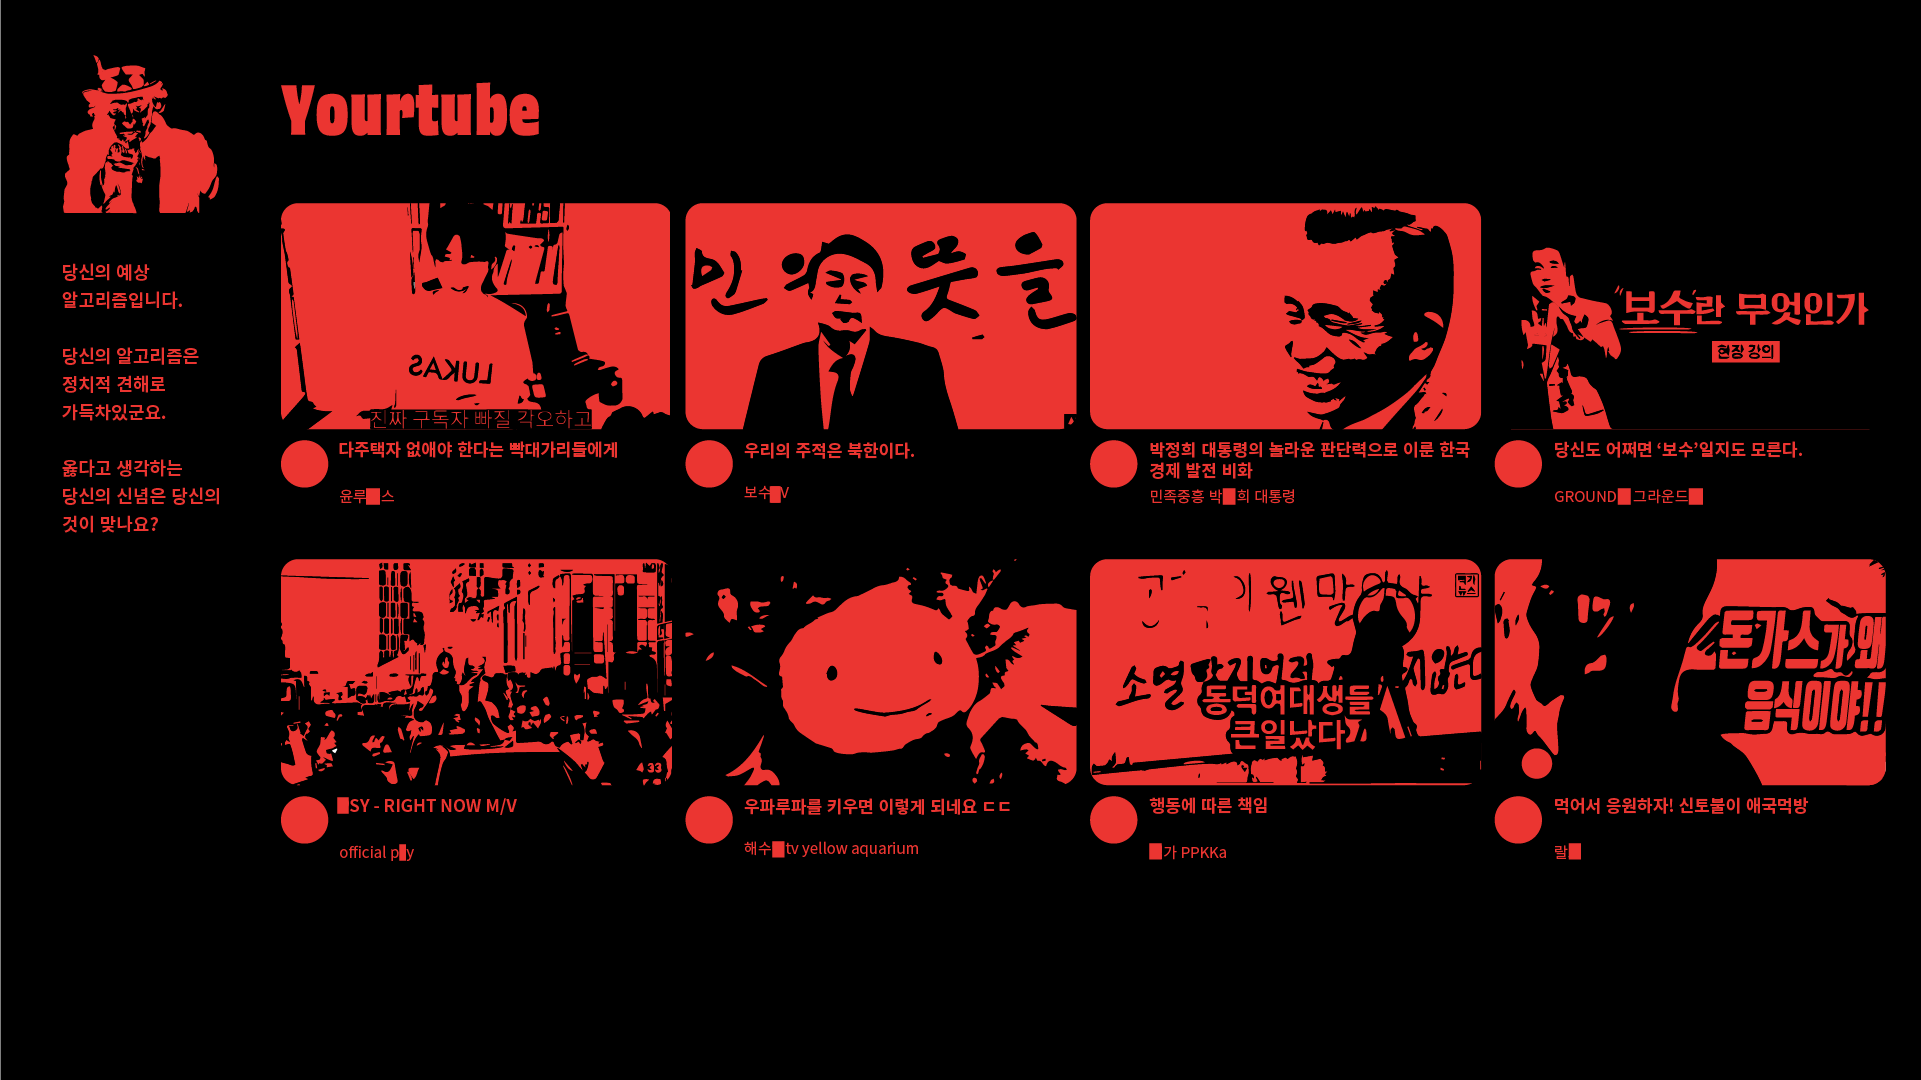 Yourtube
당신의 예상
알고리즘입니다.
당신의 알고리즘은
정치적 견해로
가득차있군요.
옳다고 생각하는
당신의 신념은 당신의
것이 맞나요?
LUKAS
진짜 구독자 빠질 각오하고
다주택자 없애야 한다는 빡대가리들에게
윤루█스
민의 뜻을
우리의 주적은 북한이다.
보수█V
박정희 대통령의 놀라운 판단력으로 이룬 한국
경제 발전 비화
민족중흥 박█희 대통령
“보수란 무엇인가
현장 강의
당신도 어쩌면 ‘보수’일지도 모른다.
GROUND█그라운드█
4 33
█SY - RIGHT NOW M/V
official p█y
우파루파를 키우면 이렇게 되네요 ㄷㄷ
해수█tv yellow aquarium
이 웬 말이냐
뉴스
소멸
동덕여대생들
큰일났다
행동에 따른 책임
█가 PPKKa
돈가스가 왜
음식이야!!
먹어서 응원하자! 신토불이 애국먹방
랄█